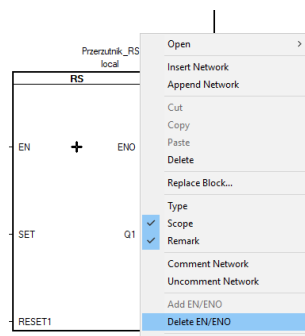 Przerzutnik_RS
local
RS
EN
ENO
SET
Q1
RESET1
Open
Insert Network
Append Network
Cut
Copy
Paste
Delete
Replace Block...
Type
Scope
Remark
Comment Network
Uncomment Network
Add EN/ENO
Delete EN/ENO